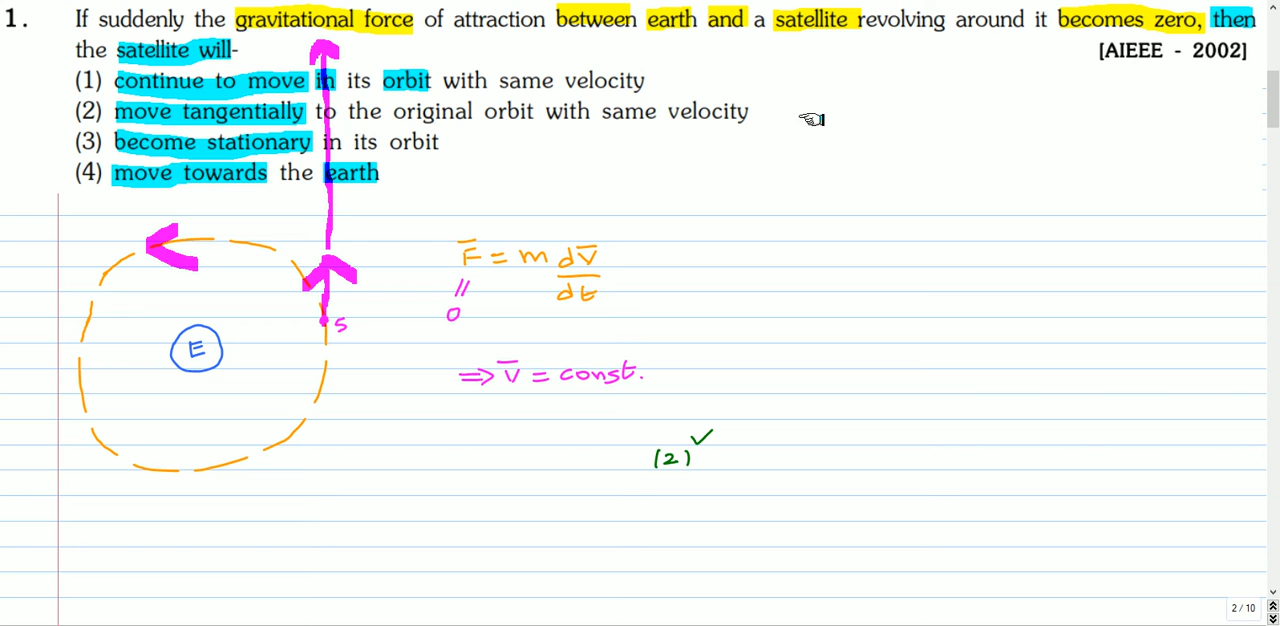 1. If suddenly the gravitational force of attraction between earth and a satellite revolving around it becomes zero, then
the satellite will-
[AIEEE - 2002]
(1) continue to move in its orbit with same velocity
(2) move tangentially to the original orbit with same velocity
(3) become stationary in its orbit
(4) move towards the earth
F̅ = m dv̅/dt
||
0
S
E
⇒ v̅ = const.
(2) ✓
2 / 10